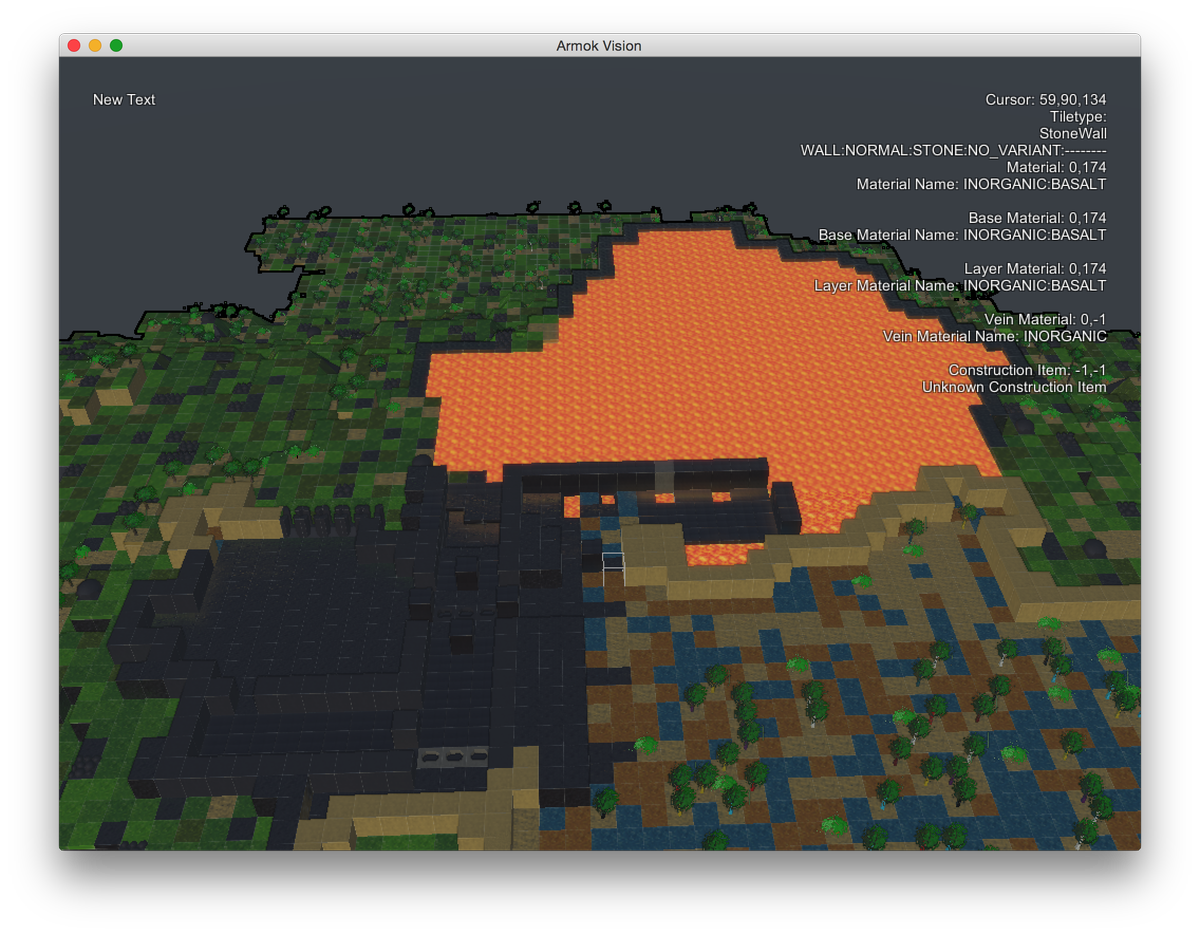 Armok Vision
New Text
Cursor: 59,90,134
Tiletype:
StoneWall
WALL:NORMAL:STONE:NO_VARIANT:--------
Material: 0,174
Material Name: INORGANIC:BASALT
Base Material: 0,174
Base Material Name: INORGANIC:BASALT
Layer Material: 0,174
Layer Material Name: INORGANIC:BASALT
Vein Material: 0,-1
Vein Material Name: INORGANIC
Construction Item: -1,-1
Unknown Construction Item